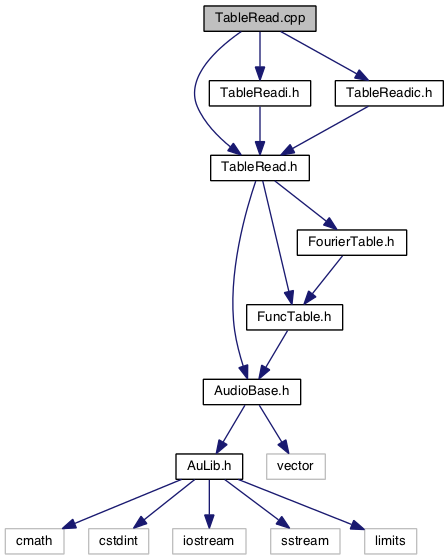 TableRead.cpp
TableReadi.h
TableReadic.h
TableRead.h
FourierTable.h
FuncTable.h
AudioBase.h
AuLib.h
vector
cmath
cstdint
iostream
sstream
limits